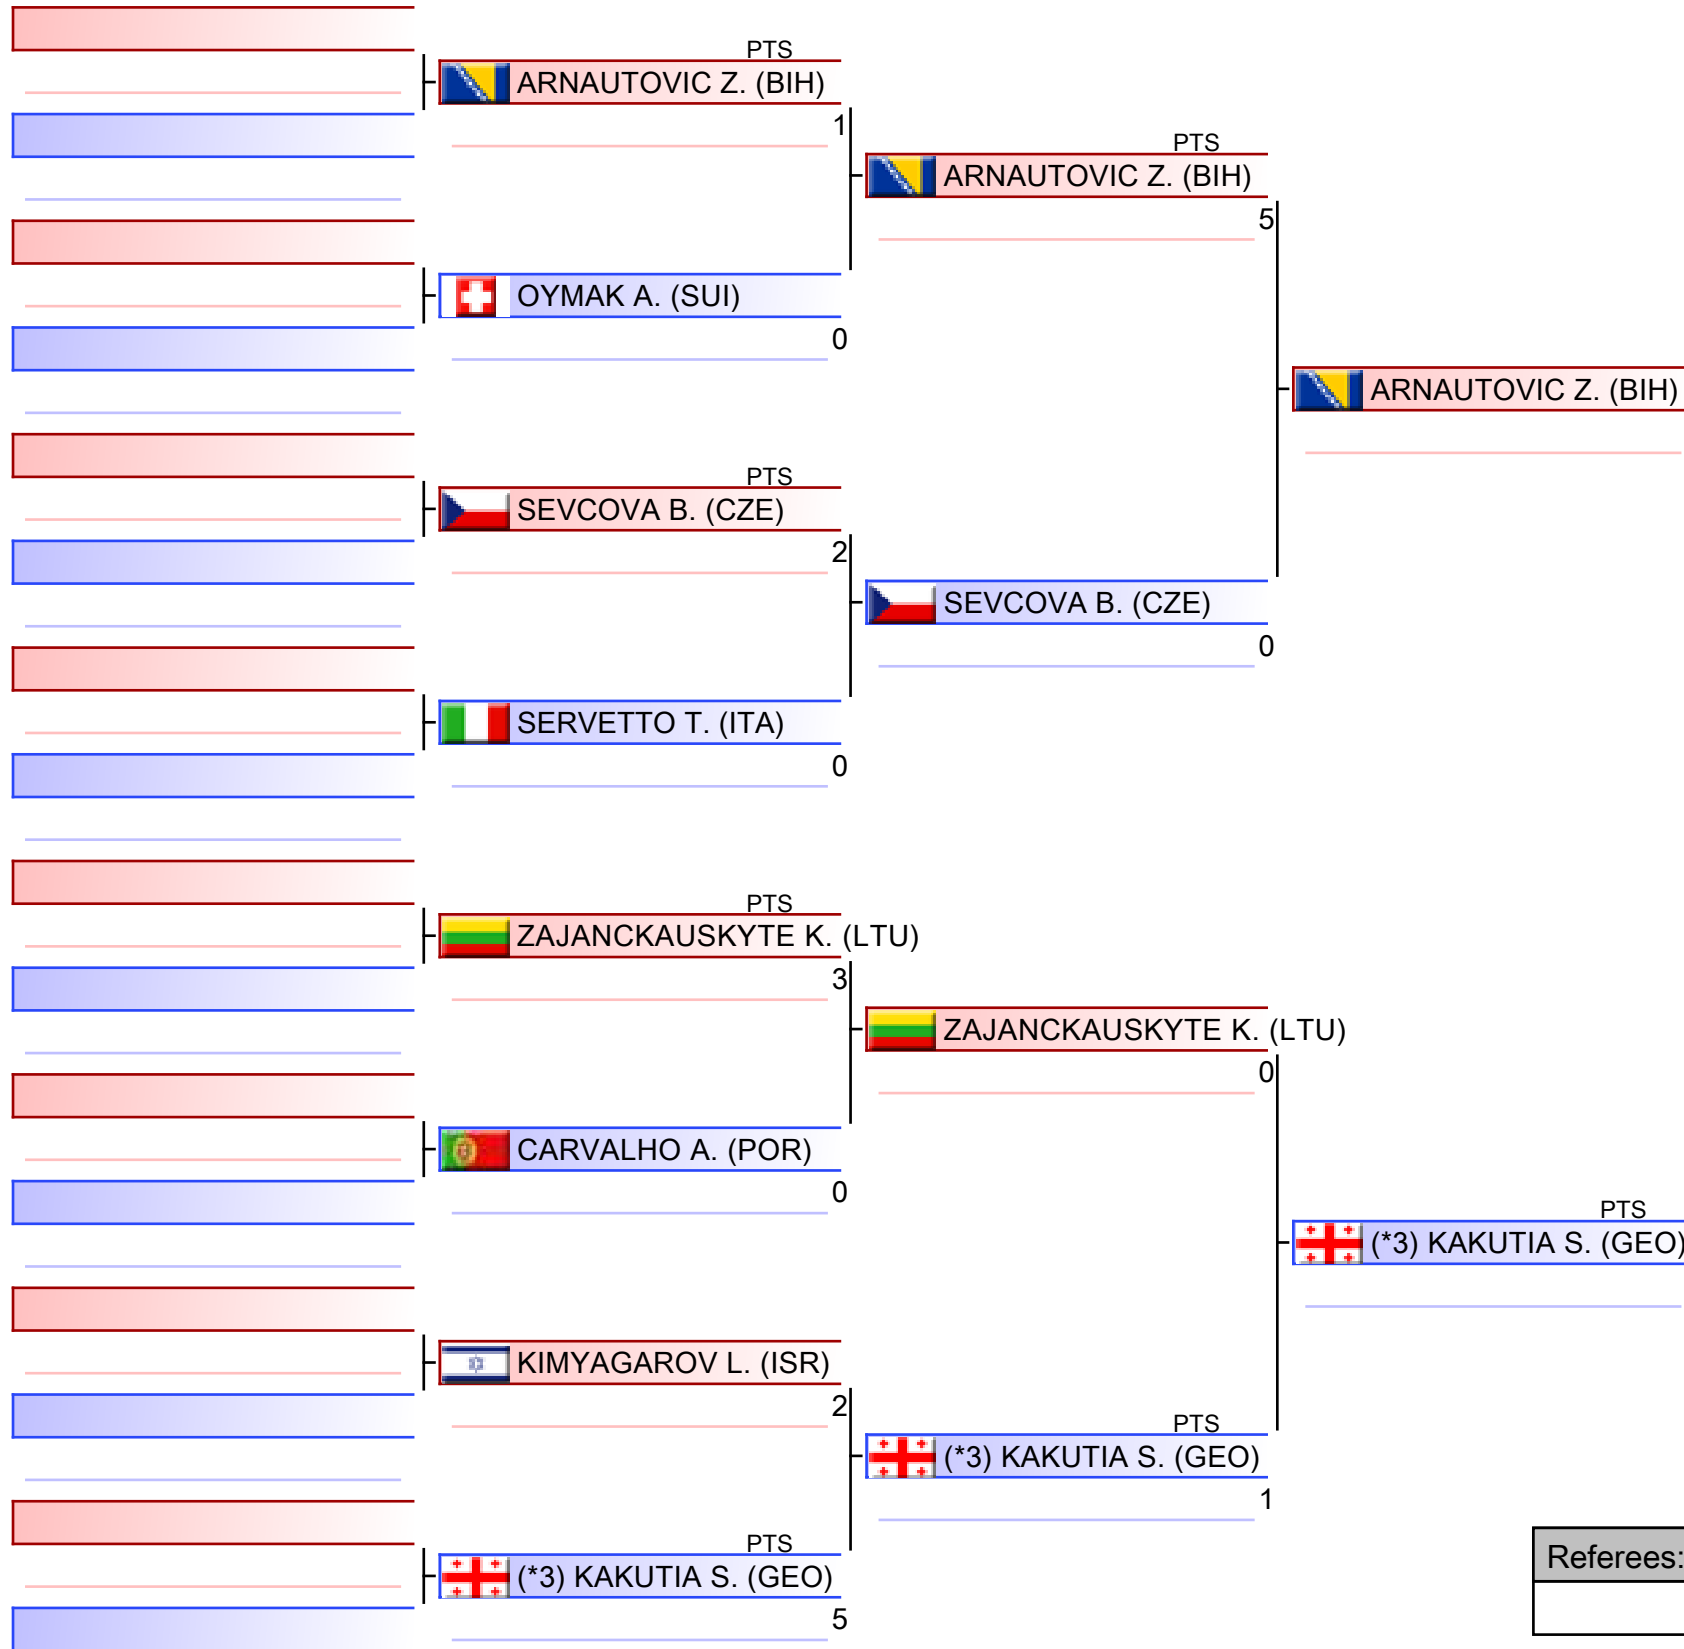 PTS
ARNAUTOVIC Z. (BIH)
1
PTS
ARNAUTOVIC Z. (BIH)
5
OYMAK A. (SUI)
0
ARNAUTOVIC Z. (BIH)
PTS
SEVCOVA B. (CZE)
2
SEVCOVA B. (CZE)
0
SERVETTO T. (ITA)
0
PTS
ZAJANCKAUSKYTE K. (LTU)
3
ZAJANCKAUSKYTE K. (LTU)
0
CARVALHO A. (POR)
0
PTS
(*3) KAKUTIA S. (GEO)
KIMYAGAROV L. (ISR)
2
PTS
(*3) KAKUTIA S. (GEO)
1
PTS
(*3) KAKUTIA S. (GEO)
5
Referees: